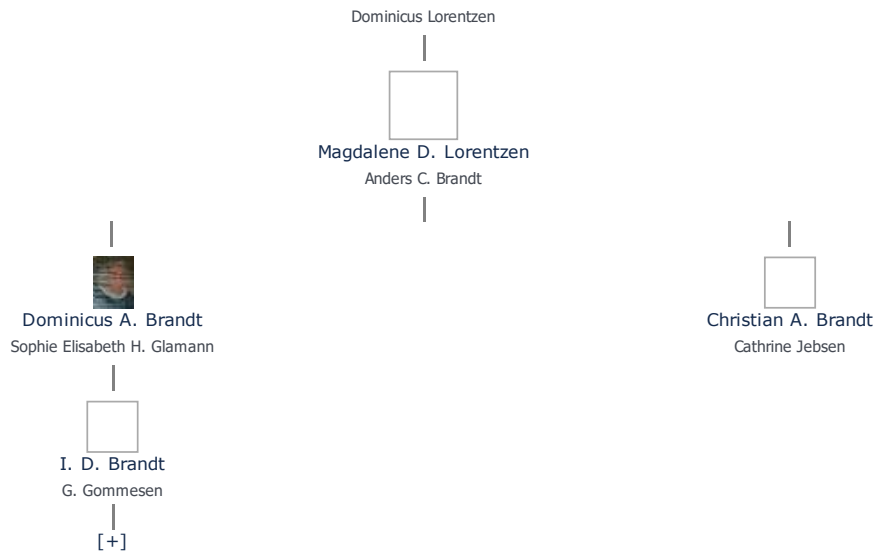 Dominicus Lorentzen
Magdalene D. Lorentzen
Anders C. Brandt
Dominicus A. Brandt
Sophie Elisabeth H. Glamann
Christian A. Brandt
Cathrine Jebsen
I. D. Brandt
G. Gommesen
[+]